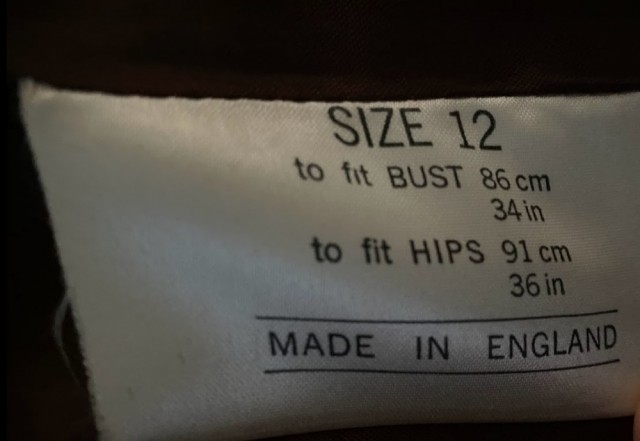 SIZE 12
to fit BUST 86cm
34in
to fit HIPS 91cm
36in
MADE IN ENGLAND